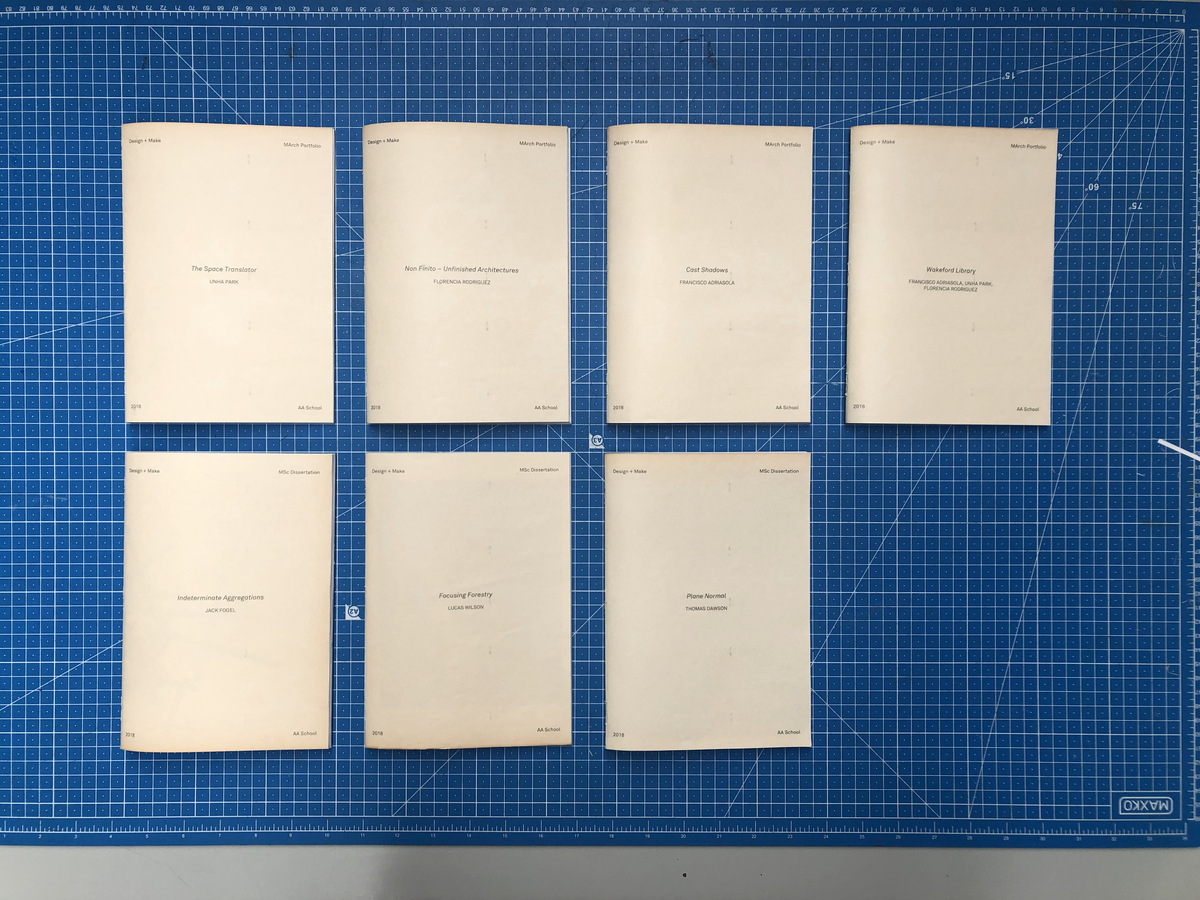 Design + Make
MArch Portfolio
The Space Translator
UNHA PARK
2018
AA School
Design + Make
MArch Portfolio
Non Finito – Unfinished Architectures
FLORENCIA RODRIGUEZ
2018
AA School
Design + Make
MArch Portfolio
Cast Shadows
FRANCISCO ADRIASOLA
2018
AA School
Design + Make
MArch Portfolio
Wakeford Library
FRANCISCO ADRIASOLA, UNHA PARK,
FLORENCIA RODRIGUEZ
2018
AA School
Design + Make
MSc Dissertation
Indeterminate Aggregations
JACK FOGEL
2018
AA School
Design + Make
MSc Dissertation
Focusing Forestry
LUCAS WILSON
2018
AA School
Design + Make
MSc Dissertation
Plane Normal
THOMAS DAWSON
2018
AA School
15°
30°
60°
75°
A3
A2
MAXKO